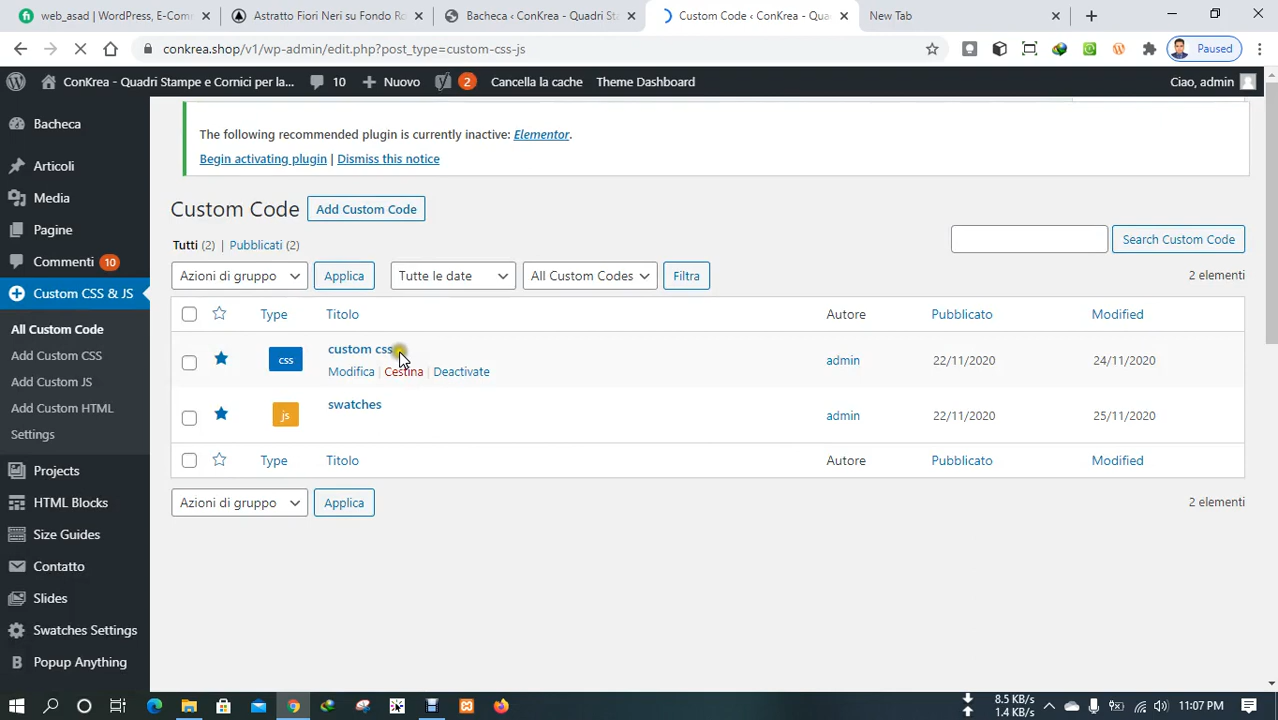 web_asad | WordPress, E-Com
Astratto Fiori Neri su Fondo Ro
Bacheca ‹ ConKrea - Quadri Sta
Custom Code ‹ ConKrea - Qua
New Tab
conkrea.shop/v1/wp-admin/edit.php?post_type=custom-css-js
Paused
ConKrea - Quadri Stampe e Cornici per la...
10
Nuovo
2
Cancella la cache
Theme Dashboard
Ciao, admin
Bacheca
Articoli
Media
Pagine
Commenti 10
Custom CSS & JS
All Custom Code
Add Custom CSS
Add Custom JS
Add Custom HTML
Settings
Projects
HTML Blocks
Size Guides
Contatto
Slides
Swatches Settings
Popup Anything
The following recommended plugin is currently inactive: Elementor.
Begin activating plugin | Dismiss this notice
Custom Code
Add Custom Code
Tutti (2) | Pubblicati (2)
Search Custom Code
Azioni di gruppo
Applica
Tutte le date
All Custom Codes
Filtra
2 elementi
Type
Titolo
Autore
Pubblicato
Modified
css
custom css
admin
22/11/2020
24/11/2020
Modifica | Cestina | Deactivate
js
swatches
admin
22/11/2020
25/11/2020
Type
Titolo
Autore
Pubblicato
Modified
Azioni di gruppo
Applica
2 elementi
8.5 KB/s
1.4 KB/s
11:07 PM